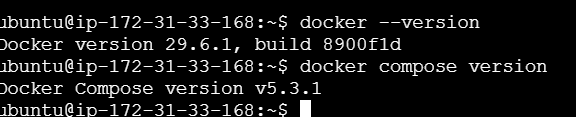 ubuntu@ip-172-31-33-168:~$ docker --version
Docker version 29.6.1, build 8900f1d
ubuntu@ip-172-31-33-168:~$ docker compose version
Docker Compose version v5.3.1
ubuntu@ip-172-31-33-168:~$